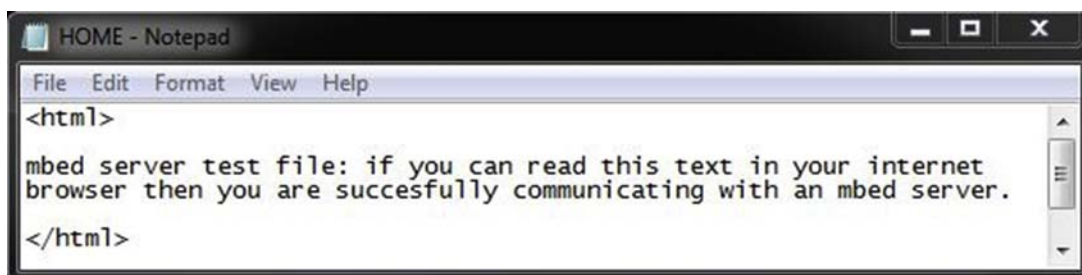 HOME - Notepad
File Edit Format View Help
<html>
mbed server test file: if you can read this text in your internet
browser then you are succesfully communicating with an mbed server.
</html>